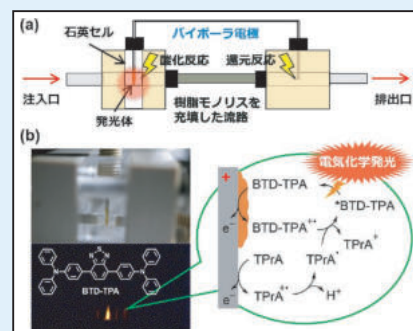 (a)
バイポーラ電極
石英セル
酸化反応
還元反応
注入口
発光体
樹脂モノリスを
充填した流路
排出口
(b)
電気化学発光
+
BTD-TPA
*BTD-TPA
e⁻
BTD-TPA⁺•
TPrA⁺
TPrA
TPrA•
e⁻
TPrA⁺•
H⁺
N
S
N
N
N
BTD-TPA